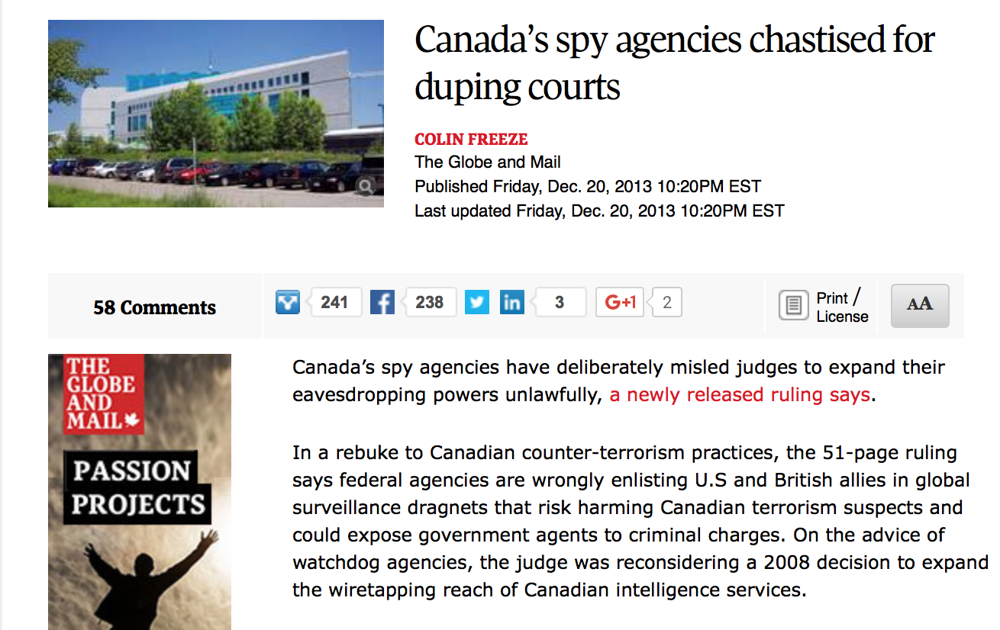 Canada’s spy agencies chastised for
duping courts
COLIN FREEZE
The Globe and Mail
Published Friday, Dec. 20, 2013 10:20PM EST
Last updated Friday, Dec. 20, 2013 10:20PM EST
58 Comments
241
f
238
in
3
G+1
2
Print /
License
AA
THE
GLOBE
AND
MAIL
PASSION
PROJECTS
Canada’s spy agencies have deliberately misled judges to expand their
eavesdropping powers unlawfully, a newly released ruling says.
In a rebuke to Canadian counter-terrorism practices, the 51-page ruling
says federal agencies are wrongly enlisting U.S and British allies in global
surveillance dragnets that risk harming Canadian terrorism suspects and
could expose government agents to criminal charges. On the advice of
watchdog agencies, the judge was reconsidering a 2008 decision to expand
the wiretapping reach of Canadian intelligence services.